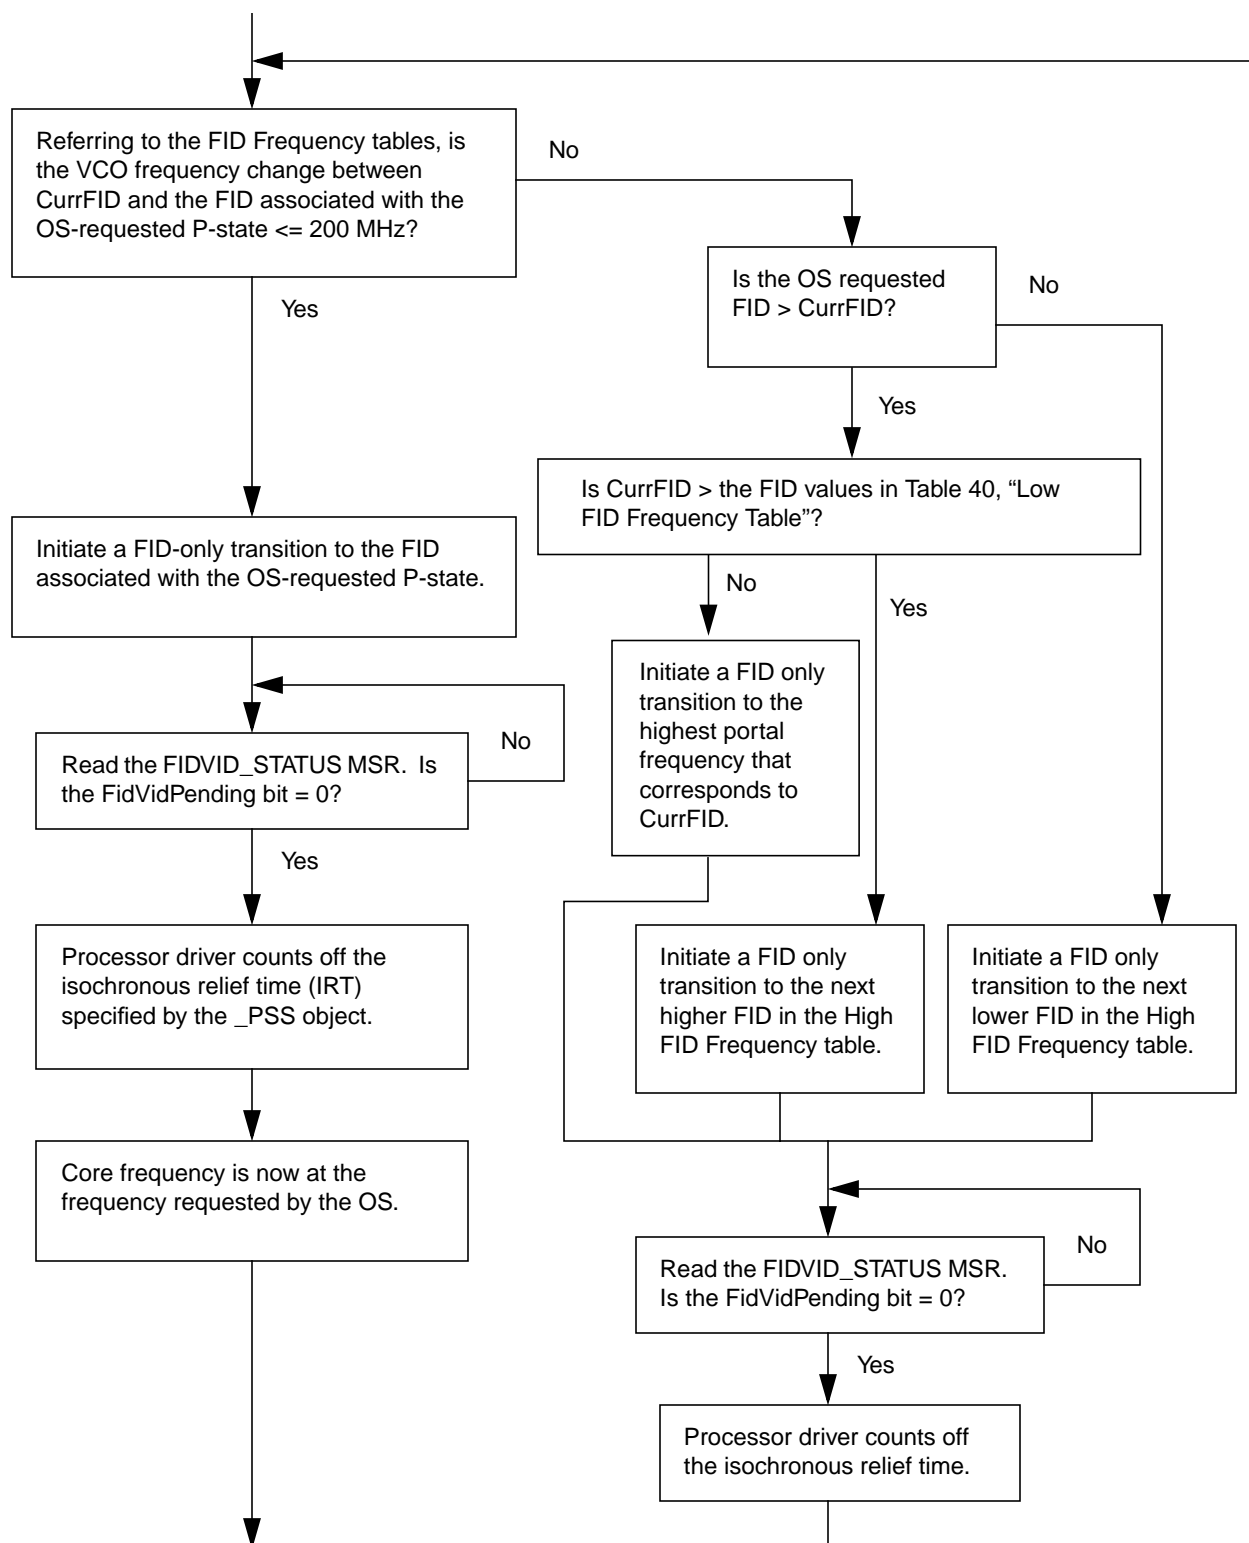 Referring to the FID Frequency tables, is
the VCO frequency change between
CurrFID and the FID associated with the
OS-requested P-state <= 200 MHz?
No
Yes
Is the OS requested
FID > CurrFID?
No
Yes
Is CurrFID > the FID values in Table 40, “Low
FID Frequency Table”?
No
Yes
Initiate a FID-only transition to the FID
associated with the OS-requested P-state.
Initiate a FID only
transition to the
highest portal
frequency that
corresponds to
CurrFID.
Read the FIDVID_STATUS MSR.  Is
the FidVidPending bit = 0?
No
Yes
Processor driver counts off the
isochronous relief time (IRT)
specified by the _PSS object.
Initiate a FID only
transition to the next
higher FID in the High
FID Frequency table.
Initiate a FID only
transition to the next
lower FID in the High
FID Frequency table.
Core frequency is now at the
frequency requested by the OS.
Read the FIDVID_STATUS MSR.
Is the FidVidPending bit = 0?
No
Yes
Processor driver counts off
the isochronous relief time.